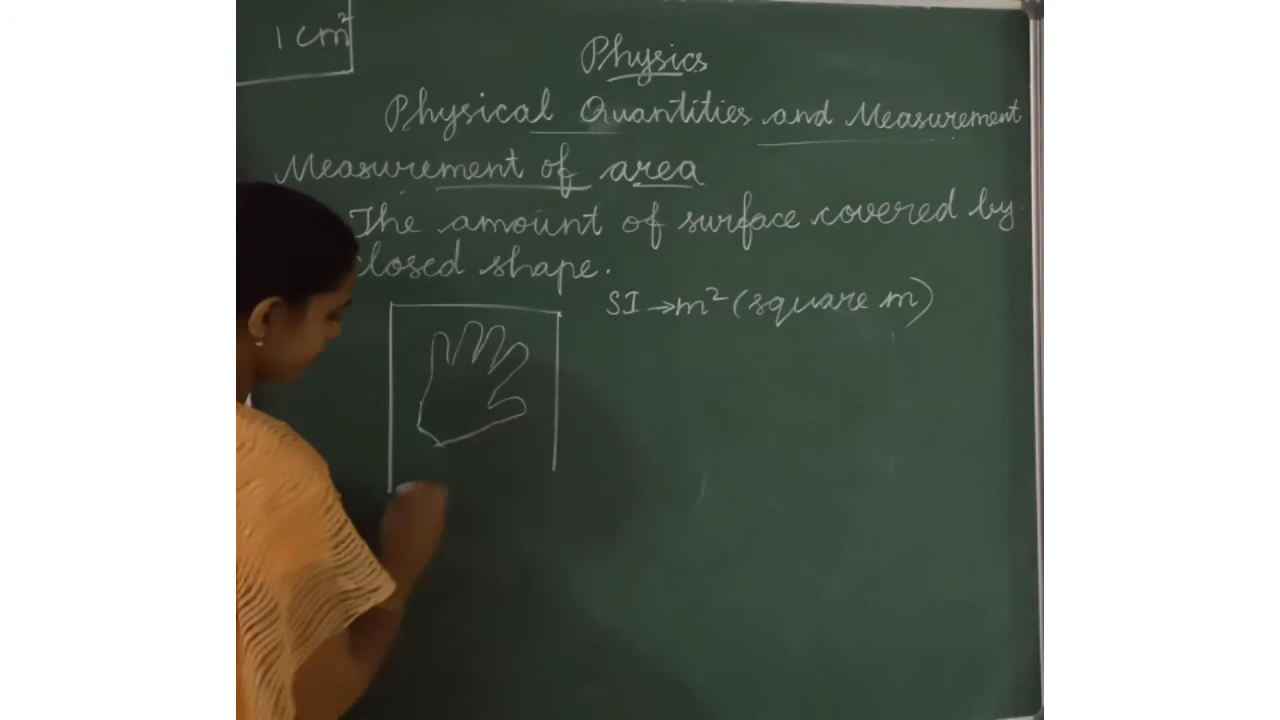 1 cm²
Physics
Physical Quantities and Measurement
Measurement of area
The amount of surface covered by
closed shape.
SI → m² (square m)